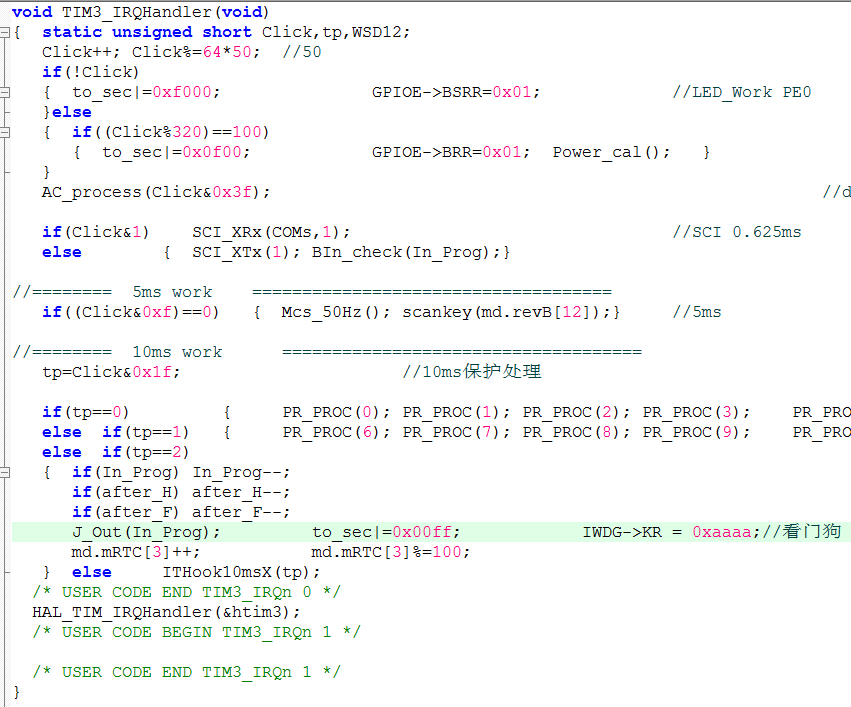 void TIM3_IRQHandler(void)
{ static unsigned short Click,tp,WSD12;
Click++; Click%=64*50; //50
if(!Click)
{ to_sec|=0xf000; GPIOE->BSRR=0x01; //LED_Work PE0
}else
{ if((Click%320)==100)
{ to_sec|=0x0f00; GPIOE->BRR=0x01; Power_cal(); }
}
AC_process(Click&0x3f); //d
if(Click&1) SCI_XRx(COMs,1); //SCI 0.625ms
else { SCI_XTx(1); BIn_check(In_Prog);}
//======== 5ms work ====================================
if((Click&0xf)==0) { Mcs_50Hz(); scankey(md.revB[12]);} //5ms
//======== 10ms work ====================================
tp=Click&0x1f; //10ms保护处理
if(tp==0) { PR_PROC(0); PR_PROC(1); PR_PROC(2); PR_PROC(3); PR_PRO
else if(tp==1) { PR_PROC(6); PR_PROC(7); PR_PROC(8); PR_PROC(9); PR_PRO
else if(tp==2)
{ if(In_Prog) In_Prog--;
if(after_H) after_H--;
if(after_F) after_F--;
J_Out(In_Prog); to_sec|=0x00ff; IWDG->KR = 0xaaaa;//看门狗
md.mRTC[3]++; md.mRTC[3]%=100;
} else ITHook10msX(tp);
/* USER CODE END TIM3_IRQn 0 */
HAL_TIM_IRQHandler(&htim3);
/* USER CODE BEGIN TIM3_IRQn 1 */
/* USER CODE END TIM3_IRQn 1 */
}